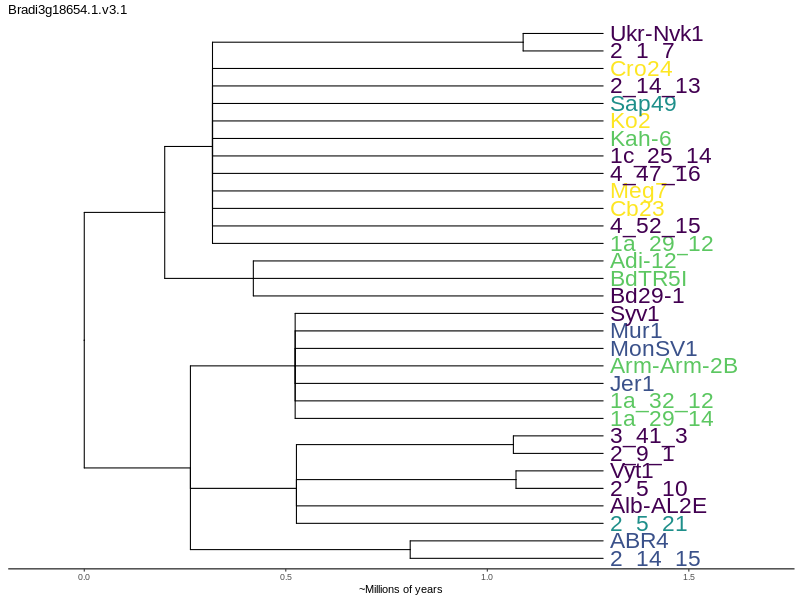 Bradi3g18654.1.v3.1
Ukr-Nvk1
2_1_7
Cro24
2_14_13
Sap49
Ko2
Kah-6
1c_25_14
4_47_16
Meg7
Cb23
4_52_15
1a_29_12
Adi-12
BdTR5I
Bd29-1
Syv1
Mur1
MonSV1
Arm-Arm-2B
Jer1
1a_32_12
1a_29_14
3_41_3
2_9_1
Vyt1
2_5_10
Alb-AL2E
2_5_21
ABR4
2_14_15
0.0 0.5 1.0 1.5
~Millions of years